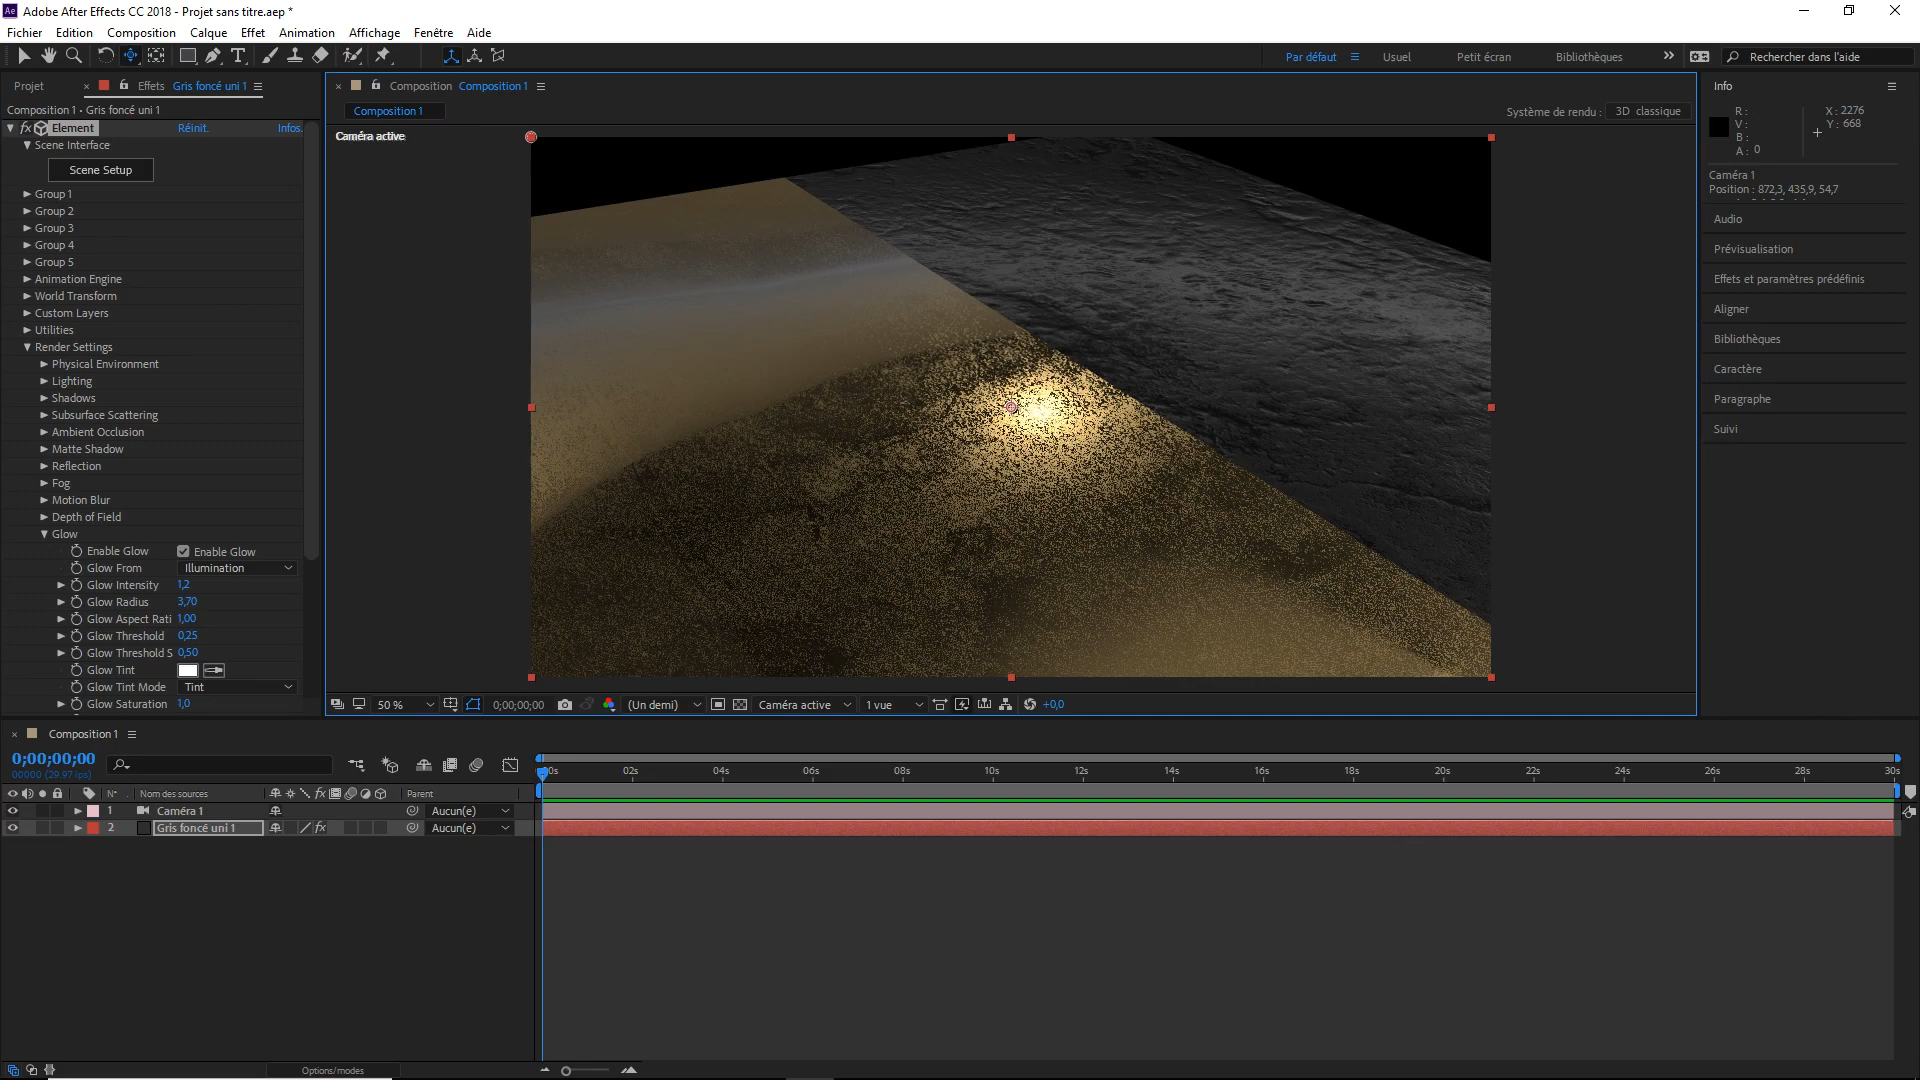 Adobe After Effects CC 2018 - Projet sans titre.aep *
Fichier Edition Composition Calque Effet Animation Affichage Fenêtre Aide
Par défaut Usuel Petit écran Bibliothèques Rechercher dans l'aide
Projet Effets Gris foncé uni 1
Composition 1 • Gris foncé uni 1
Element Réinit. Infos.
Scene Interface
Scene Setup
Group 1
Group 2
Group 3
Group 4
Group 5
Animation Engine
World Transform
Custom Layers
Utilities
Render Settings
Physical Environment
Lighting
Shadows
Subsurface Scattering
Ambient Occlusion
Matte Shadow
Reflection
Fog
Motion Blur
Depth of Field
Glow
Enable Glow Enable Glow
Glow From Illumination
Glow Intensity 1,2
Glow Radius 3,70
Glow Aspect Rati 1,00
Glow Threshold 0,25
Glow Threshold S 0,50
Glow Tint
Glow Tint Mode Tint
Glow Saturation 1,0
Composition Composition 1
Composition 1
Système de rendu : 3D classique
Caméra active
50 % 0;00;00;00 (Un demi) Caméra active 1 vue +0,0
Info
R :
V :
B :
A : 0
X : 2276
Y : 668
Caméra 1
Position : 872,3, 435,9, 54,7
Audio
Prévisualisation
Effets et paramètres prédéfinis
Aligner
Bibliothèques
Caractère
Paragraphe
Suivi
Composition 1
0;00;00;00
00000 (29.97 ips)
N° Nom des sources Parent
1 Caméra 1 Aucun(e)
2 Gris foncé uni 1 Aucun(e)
00s 02s 04s 06s 08s 10s 12s 14s 16s 18s 20s 22s 24s 26s 28s 30s
Options/modes